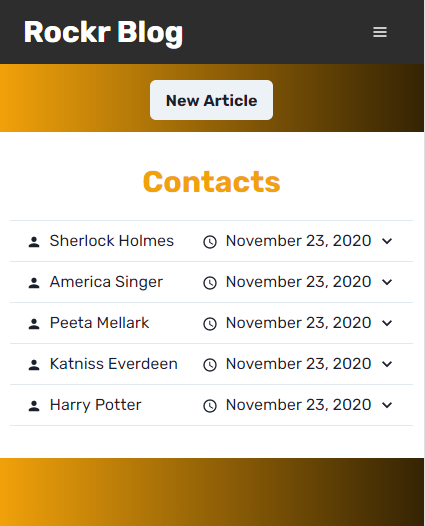 Rockr Blog
New Article
Contacts
Sherlock Holmes November 23, 2020
America Singer November 23, 2020
Peeta Mellark November 23, 2020
Katniss Everdeen November 23, 2020
Harry Potter November 23, 2020